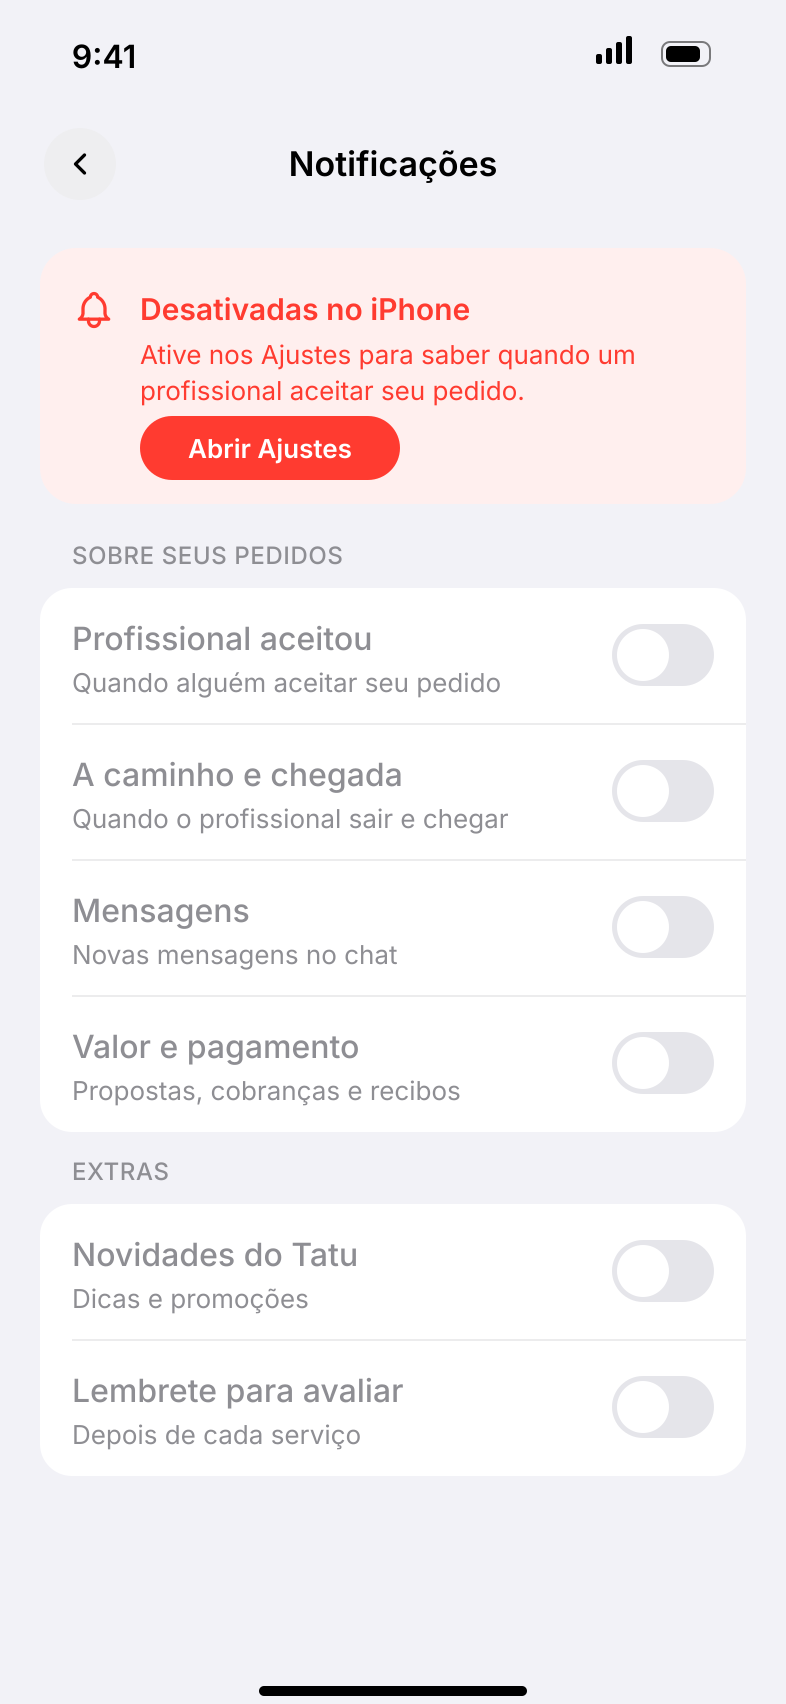 9:41
Notificações
Desativadas no iPhone
Ative nos Ajustes para saber quando um
profissional aceitar seu pedido.
Abrir Ajustes
SOBRE SEUS PEDIDOS
Profissional aceitou
Quando alguém aceitar seu pedido
A caminho e chegada
Quando o profissional sair e chegar
Mensagens
Novas mensagens no chat
Valor e pagamento
Propostas, cobranças e recibos
EXTRAS
Novidades do Tatu
Dicas e promoções
Lembrete para avaliar
Depois de cada serviço